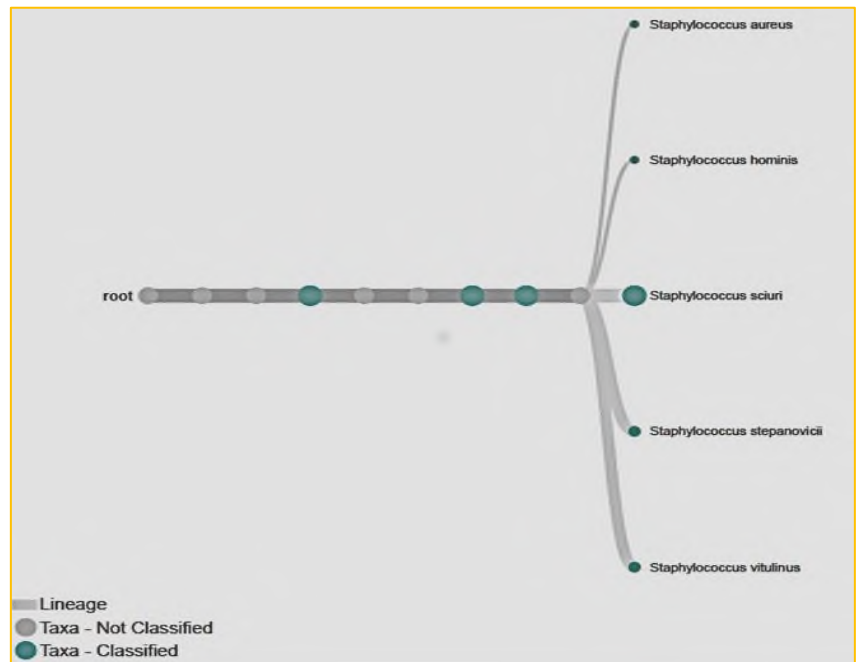 Staphylococcus aureus
Staphylococcus hominis
root
Staphylococcus sciuri
Staphylococcus stepanovicii
Staphylococcus vitulinus
Lineage
Taxa - Not Classified
Taxa - Classified